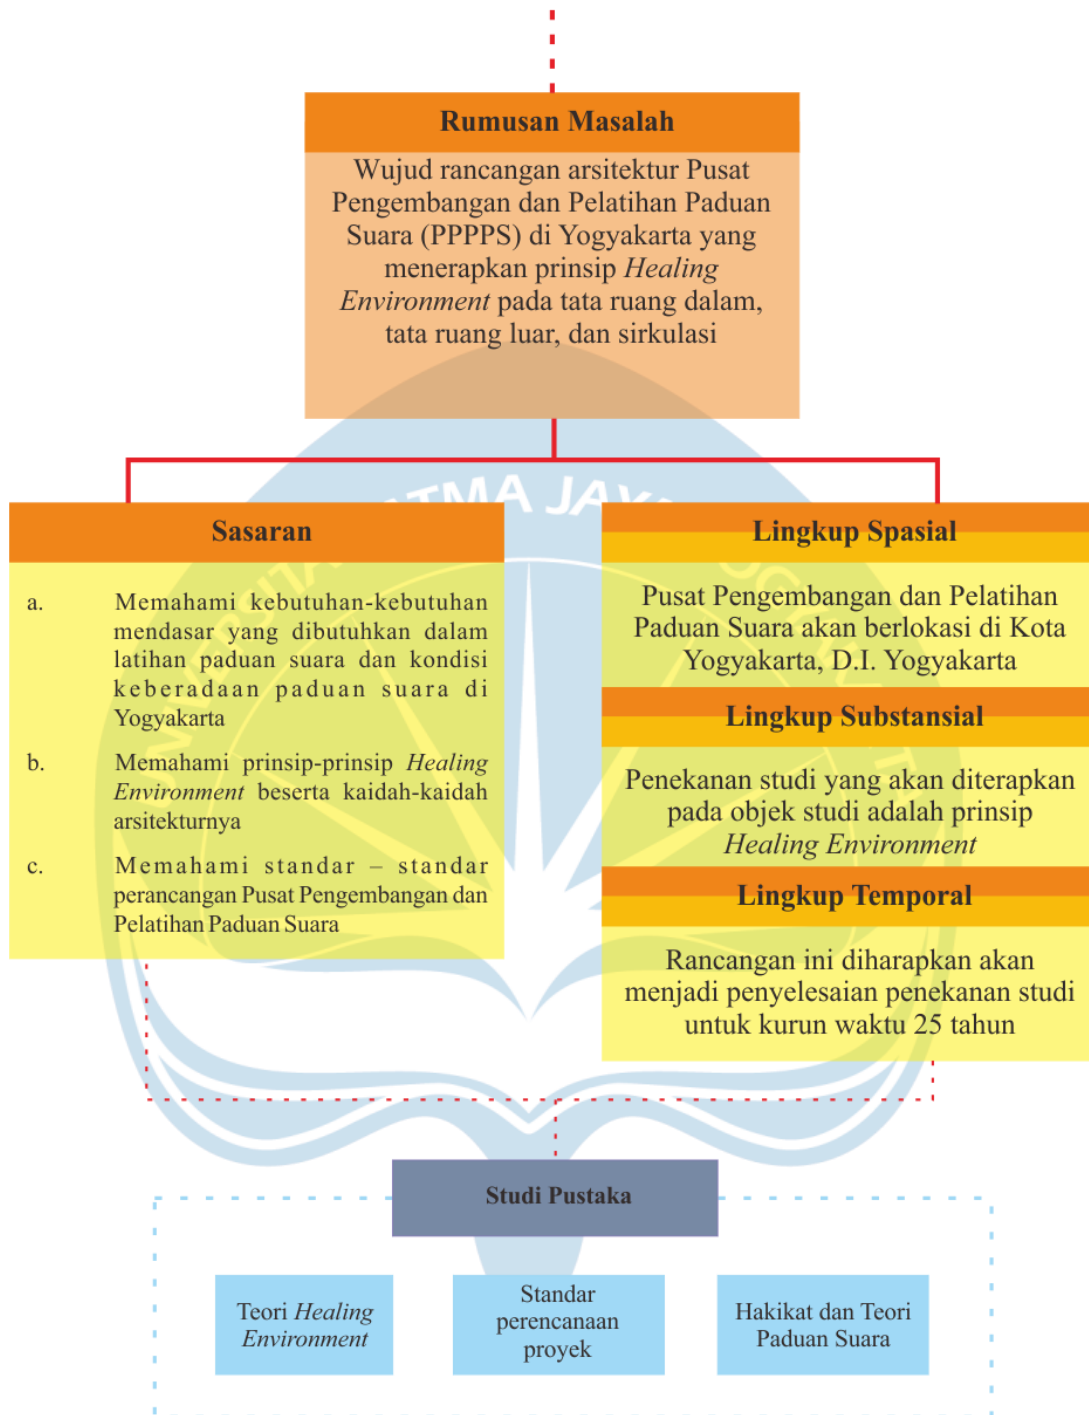 Rumusan Masalah
Wujud rancangan arsitektur Pusat
Pengembangan dan Pelatihan Paduan
Suara (PPPPS) di Yogyakarta yang
menerapkan prinsip Healing
Environment pada tata ruang dalam,
tata ruang luar, dan sirkulasi
Sasaran
a. Memahami kebutuhan-kebutuhan
mendasar yang dibutuhkan dalam
latihan paduan suara dan kondisi
keberadaan paduan suara di
Yogyakarta
b. Memahami prinsip-prinsip Healing
Environment beserta kaidah-kaidah
arsitekturnya
c. Memahami standar – standar
perancangan Pusat Pengembangan dan
Pelatihan Paduan Suara
Lingkup Spasial
Pusat Pengembangan dan Pelatihan
Paduan Suara akan berlokasi di Kota
Yogyakarta, D.I. Yogyakarta
Lingkup Substansial
Penekanan studi yang akan diterapkan
pada objek studi adalah prinsip
Healing Environment
Lingkup Temporal
Rancangan ini diharapkan akan
menjadi penyelesaian penekanan studi
untuk kurun waktu 25 tahun
Studi Pustaka
Teori Healing
Environment
Standar
perencanaan
proyek
Hakikat dan Teori
Paduan Suara